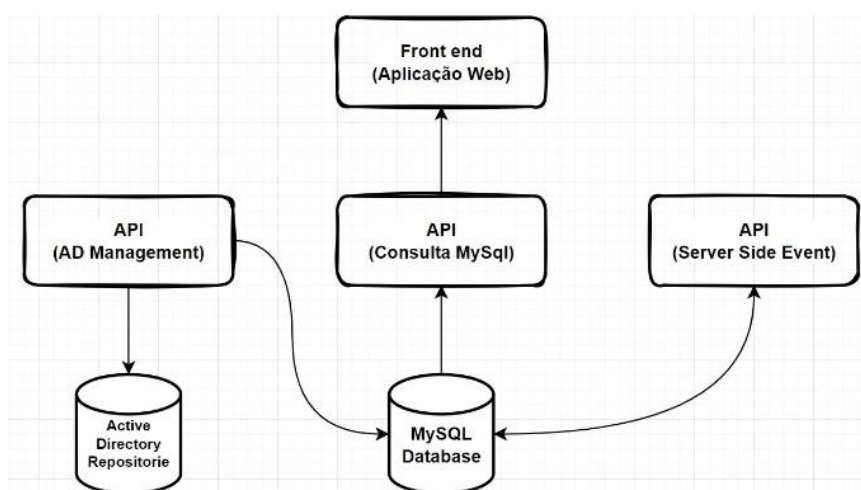 Front end
(Aplicação Web)
API
(AD Management)
API
(Consulta MySql)
API
(Server Side Event)
Active
Directory
Repositorie
MySQL
Database